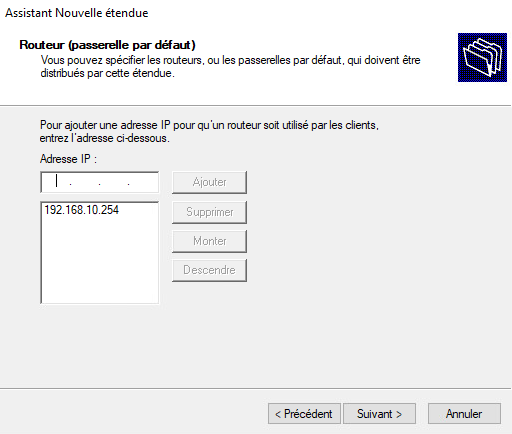 Assistant Nouvelle étendue
Routeur (passerelle par défaut)
Vous pouvez spécifier les routeurs, ou les passerelles par défaut, qui doivent être
distribués par cette étendue.
Pour ajouter une adresse IP pour qu'un routeur soit utilisé par les clients,
entrez l'adresse ci-dessous.
Adresse IP :
. . .
Ajouter
192.168.10.254
Supprimer
Monter
Descendre
< Précédent
Suivant >
Annuler